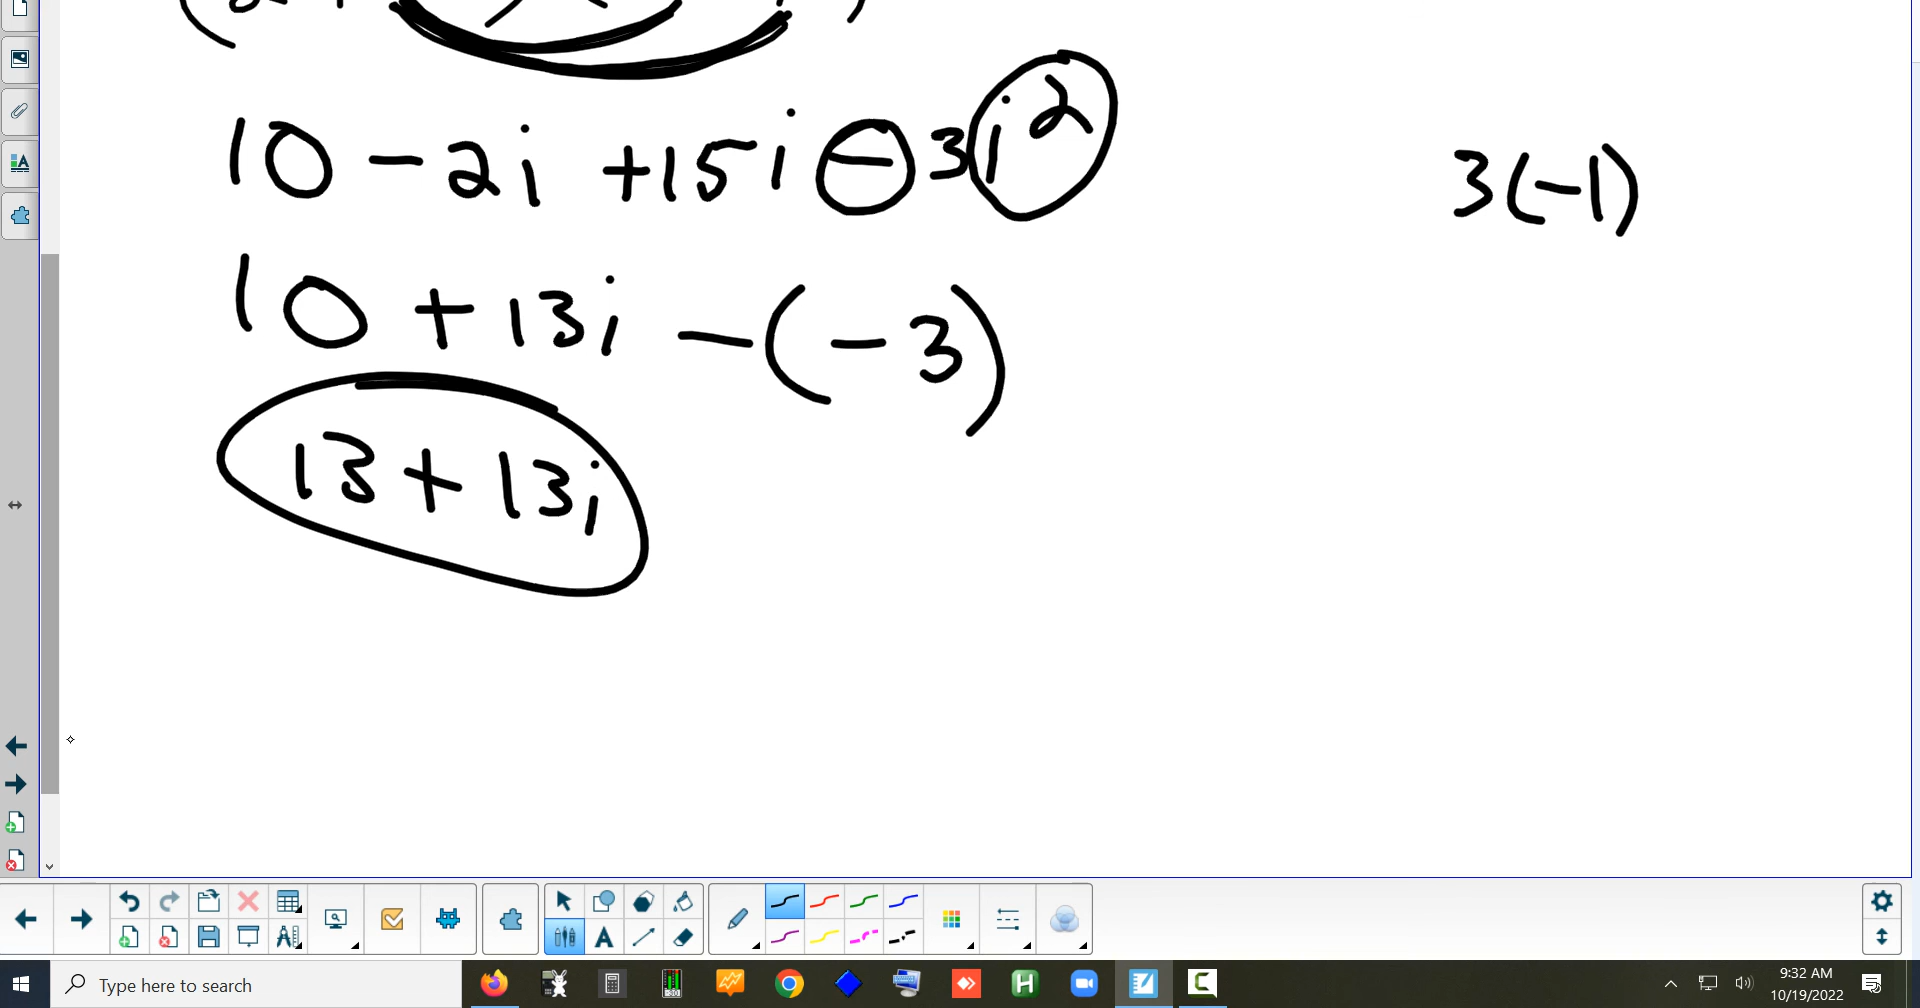 10 - 2i + 15i - 3i²
3(-1)
10 + 13i - (-3)
13 + 13i
Type here to search
9:32 AM
10/19/2022